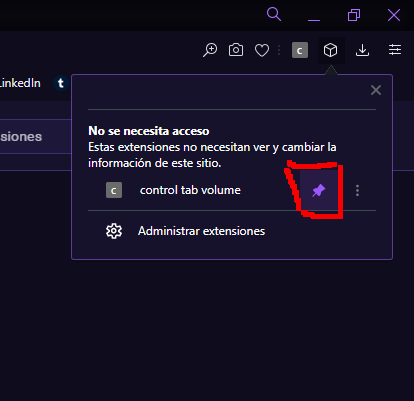 c
LinkedIn
t
siones
No se necesita acceso
Estas extensiones no necesitan ver y cambiar la
información de este sitio.
c control tab volume
Administrar extensiones